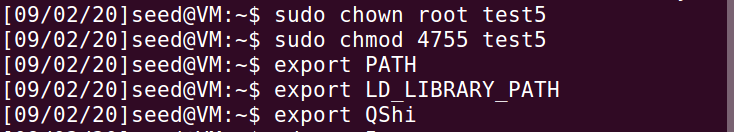 [09/02/20]seed@VM:~$ sudo chown root test5
[09/02/20]seed@VM:~$ sudo chmod 4755 test5
[09/02/20]seed@VM:~$ export PATH
[09/02/20]seed@VM:~$ export LD_LIBRARY_PATH
[09/02/20]seed@VM:~$ export QShi